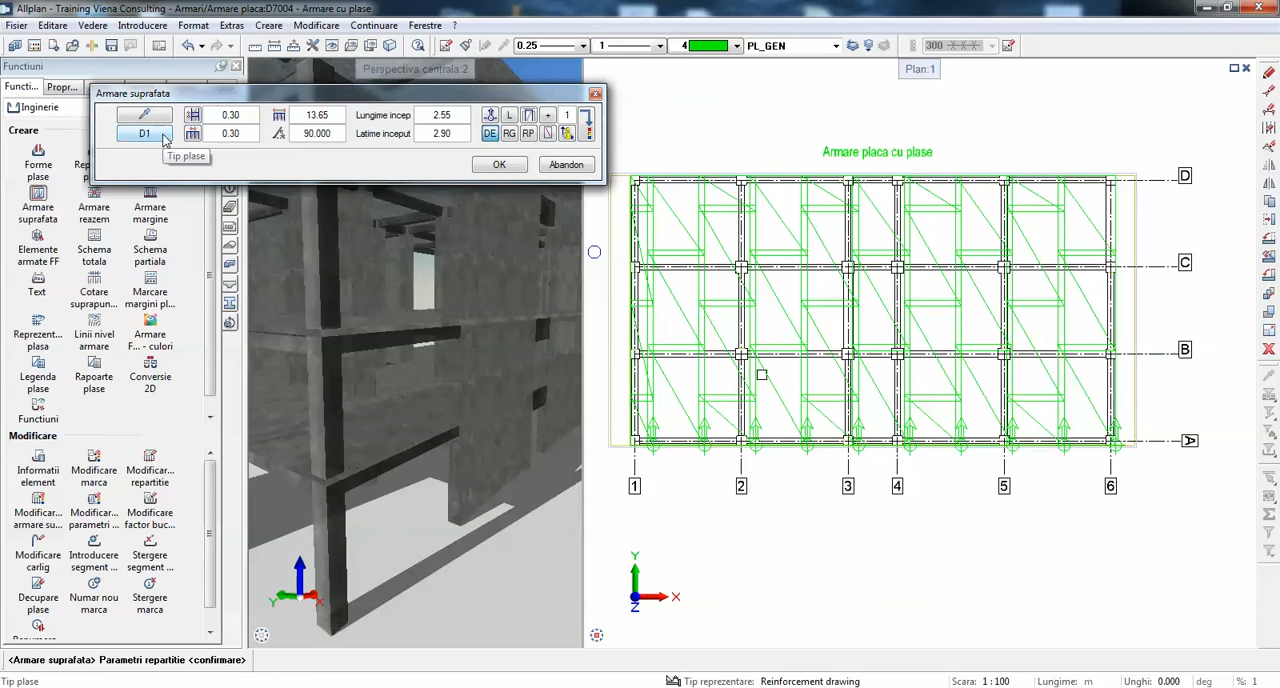 Allplan - Training Viena Consulting - Armari/Armare placa:D7004 - Armare cu plase
Fisier Editare Vedere Introducere Format Extras Creare Modificare Continuare Ferestre ?
0.25 1 4 PL_GEN 300
Functiuni
Functi... Propr...
Inginerie
Creare
Forme plase
Armare suprafata
Armare reazem
Armare margine
Elemente armate FF
Schema totala
Schema partiala
Text
Cotare suprapun...
Marcare margini pl...
Reprezent... plasa
Linii nivel armare
Armare F... - culori
Legenda plase
Rapoarte plase
Conversie 2D
Functiuni
Modificare
Informatii element
Modificare marca
Modificar... repartitie
Modificar... armare su...
Modificar... parametri ...
Modificare factor buc...
Modificare carlig
Introducere segment ...
Stergere segment ...
Decupare plase
Numar nou marca
Stergere marca
Armare suprafata
0.30 13.65 Lungime incep 2.55 L + 1
D1 0.30 90.000 Latime inceput 2.90 DE RG RP
Tip plase
OK Abandon
Perspectiva centrala:2
Plan:1
Armare placa cu plase
D
C
B
A
1 2 3 4 5 6
Y
X
Z
Y X
<Armare suprafata> Parametri repartitie <confirmare>
Tip plase
Tip reprezentare: Reinforcement drawing Scara: 1 : 100 Lungime: m Unghi: 0.000 deg %: 1